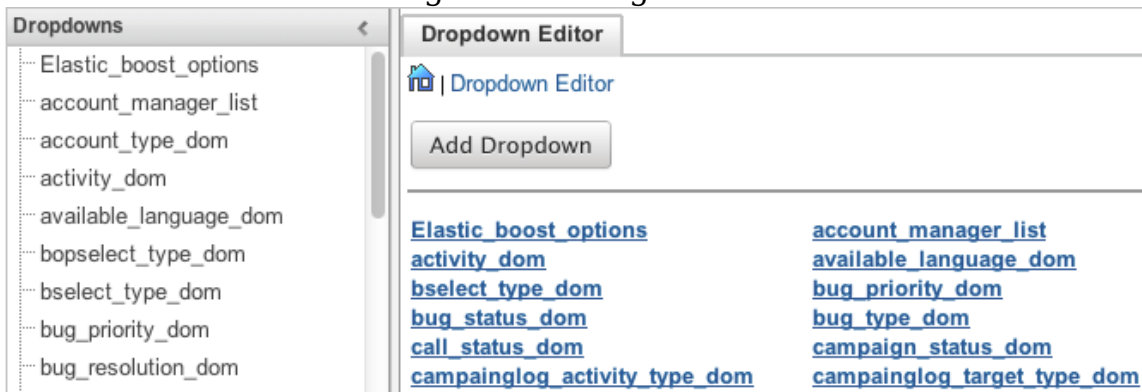 Dropdowns
Elastic_boost_options
account_manager_list
account_type_dom
activity_dom
available_language_dom
bopselect_type_dom
bselect_type_dom
bug_priority_dom
bug_resolution_dom
Dropdown Editor
| Dropdown Editor
Add Dropdown
Elastic_boost_options account_manager_list
activity_dom available_language_dom
bselect_type_dom bug_priority_dom
bug_status_dom bug_type_dom
call_status_dom campaign_status_dom
campainglog_activity_type_dom campainglog_target_type_dom